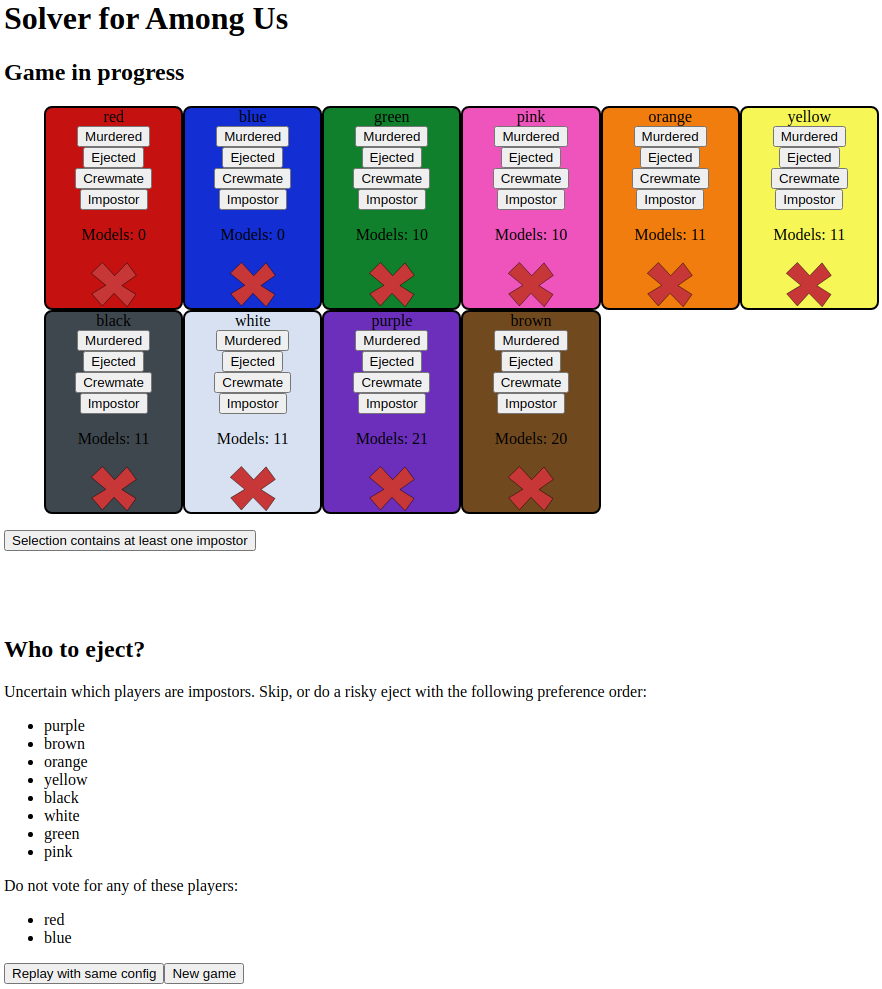 Solver for Among Us
Game in progress
red blue green pink orange yellow
Murdered Murdered Murdered Murdered Murdered Murdered
Ejected Ejected Ejected Ejected Ejected Ejected
Crewmate Crewmate Crewmate Crewmate Crewmate Crewmate
Impostor Impostor Impostor Impostor Impostor Impostor
Models: 0 Models: 0 Models: 10 Models: 10 Models: 11 Models: 11
black white purple brown
Murdered Murdered Murdered Murdered
Ejected Ejected Ejected Ejected
Crewmate Crewmate Crewmate Crewmate
Impostor Impostor Impostor Impostor
Models: 11 Models: 11 Models: 21 Models: 20
Selection contains at least one impostor
Who to eject?
Uncertain which players are impostors. Skip, or do a risky eject with the following preference order:
• purple
• brown
• orange
• yellow
• black
• white
• green
• pink
Do not vote for any of these players:
• red
• blue
Replay with same config New game